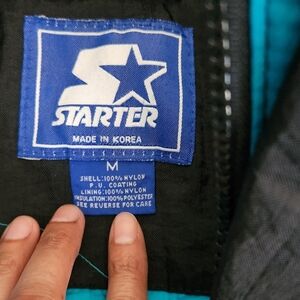 STARTER
MADE IN KOREA
M
SHELL:100% NYLON
P.U. COATING
LINING:100% NYLON
INSULATION:100% POLYESTER
SEE REVERSE FOR CARE